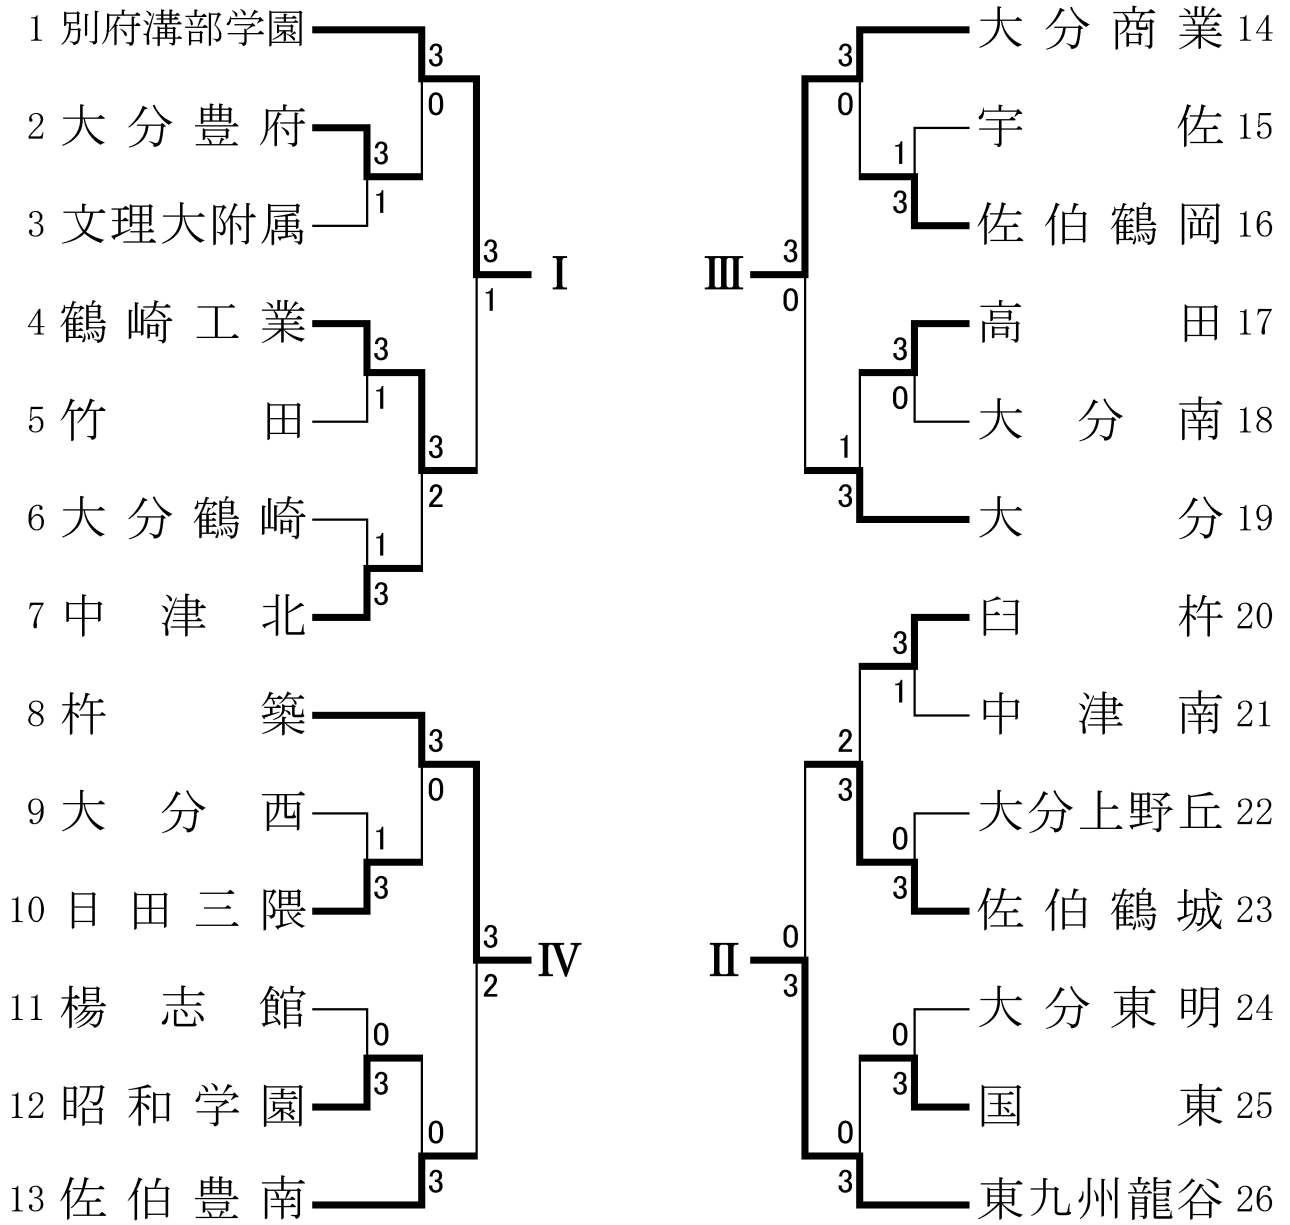 1 別府溝部学園
2 大分豊府
3 文理大附属
4 鶴崎工業
5 竹田
6 大分鶴崎
7 中津北
8 杵築
9 大分西
10 日田三隈
11 楊志館
12 昭和学園
13 佐伯豊南
3
0
3
1
3
1
3
1
3
2
1
3
3
0
1
3
3
2
0
3
0
3
Ⅰ
Ⅳ
Ⅲ
Ⅱ
3
0
1
3
3
0
3
0
1
3
3
1
2
3
0
3
0
3
0
3
0
3
大分商業 14
宇佐 15
佐伯鶴岡 16
高田 17
大分南 18
大分 19
臼杵 20
中津南 21
大分上野丘 22
佐伯鶴城 23
大分東明 24
国東 25
東九州龍谷 26